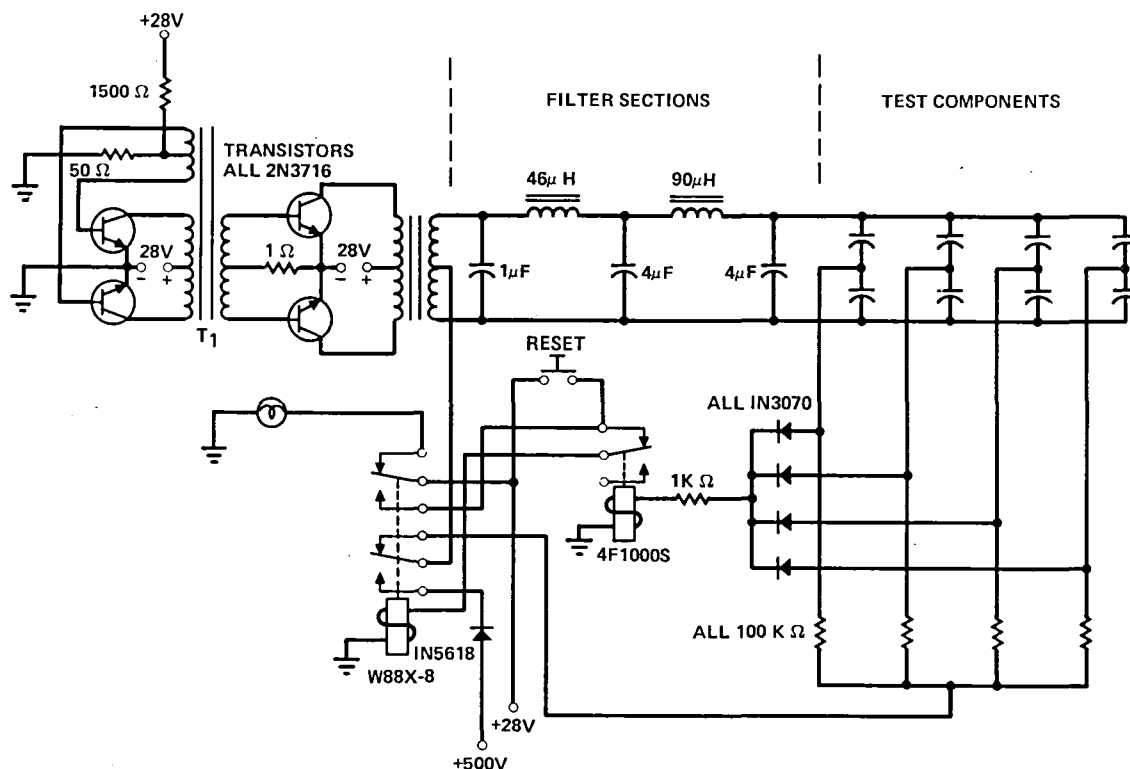 +28V
1500 Ω
FILTER SECTIONS
TEST COMPONENTS
TRANSISTORS
ALL 2N3716
50 Ω
46μ H
90μH
28V
- +
1 Ω
28V
- +
1μF
4μF
4μF
T1
RESET
ALL IN3070
1K Ω
4F1000S
ALL 100 K Ω
IN5618
W88X-8
+28V
+500V